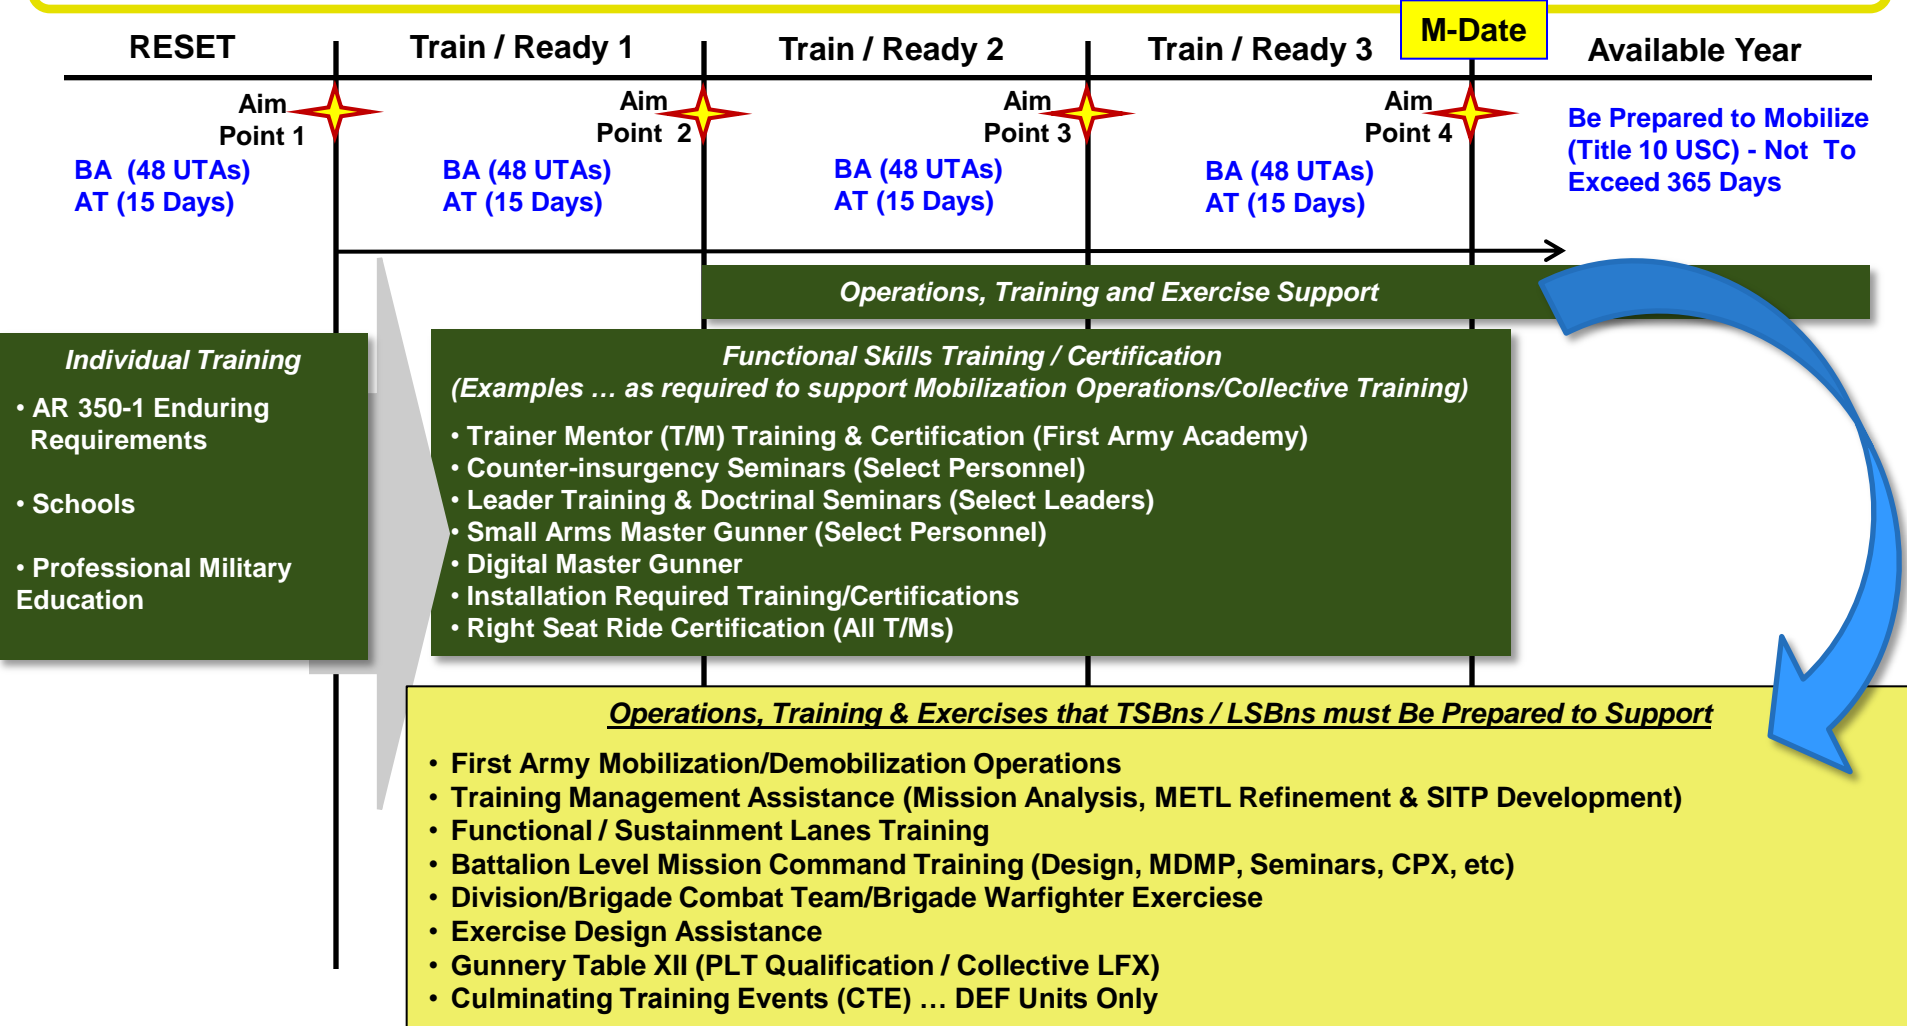 RESET
Train / Ready 1
Train / Ready 2
Train / Ready 3
M-Date
Available Year
Aim
Point 1
Aim
Point  2
Aim
Point 3
Aim
Point 4
BA  (48 UTAs)
AT (15 Days)
BA (48 UTAs)
AT (15 Days)
BA (48 UTAs)
AT (15 Days)
BA (48 UTAs)
AT (15 Days)
Be Prepared to Mobilize
(Title 10 USC) - Not  To
Exceed 365 Days
Operations, Training and Exercise Support
Individual Training
• AR 350-1 Enduring
Requirements
• Schools
• Professional Military
Education
Functional Skills Training / Certification
(Examples … as required to support Mobilization Operations/Collective Training)
• Trainer Mentor (T/M) Training & Certification (First Army Academy)
• Counter-insurgency Seminars (Select Personnel)
• Leader Training & Doctrinal Seminars (Select Leaders)
• Small Arms Master Gunner (Select Personnel)
• Digital Master Gunner
• Installation Required Training/Certifications
• Right Seat Ride Certification (All T/Ms)
Operations, Training & Exercises that TSBns / LSBns must Be Prepared to Support
• First Army Mobilization/Demobilization Operations
• Training Management Assistance (Mission Analysis, METL Refinement & SITP Development)
• Functional / Sustainment Lanes Training
• Battalion Level Mission Command Training (Design, MDMP, Seminars, CPX, etc)
• Division/Brigade Combat Team/Brigade Warfighter Exerciese
• Exercise Design Assistance
• Gunnery Table XII (PLT Qualification / Collective LFX)
• Culminating Training Events (CTE) … DEF Units Only